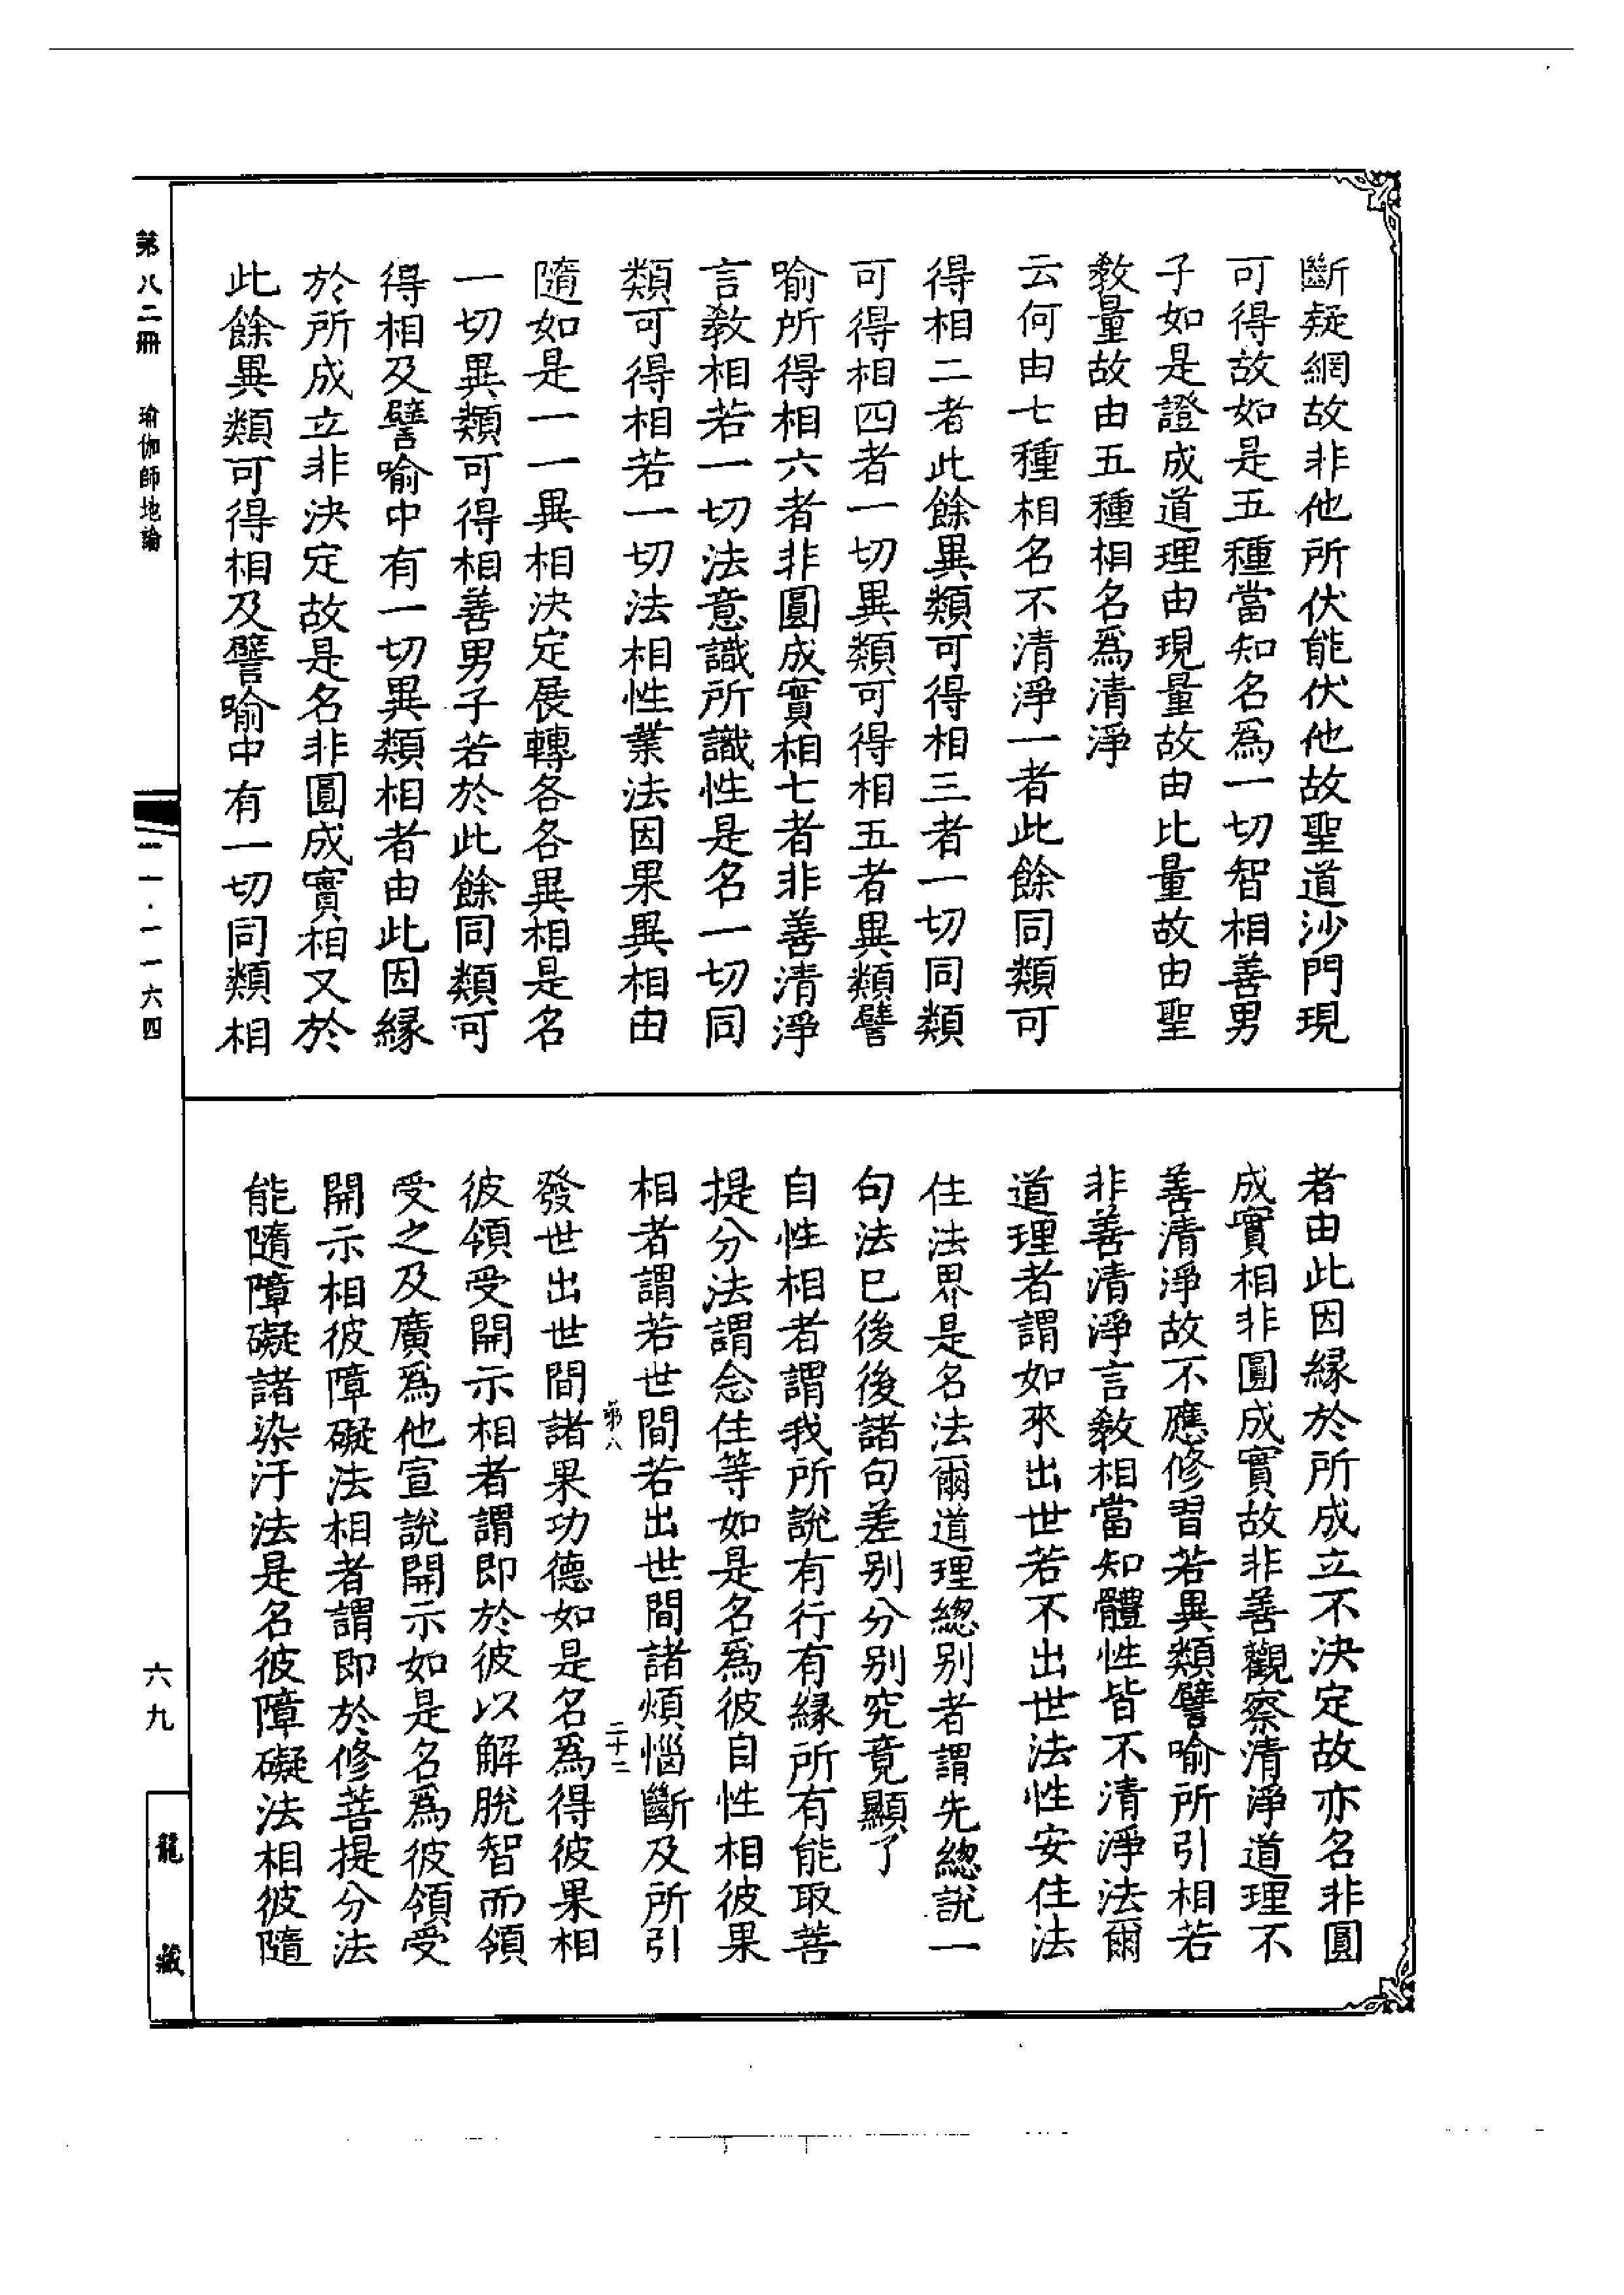 斷疑網故非他所伏能伏他故聖道沙門現
可得故如是五種當知名爲一切智相善男
子如是證成道理由現量故由比量故由聖
教量故由五種相名爲清淨
云何由七種相名不清淨一者此餘同類可
得相二者此餘異類可得相三者一切同類
可得相四者一切異類可得相五者異類譬
喻所得相六者非圓成實相七者非善清淨
言教相若一切法意識所識性是名一切同
類可得相若一切法相性業法因果異相由
隨如是一一異相決定展轉各各異相是名
一切異類可得相善男子若於此餘同類可
得相及譬喻中有一切異類相者由此因緣
於所成立非決定故是名非圓成實相又於
此餘異類可得相及譬喻中有一切同類相
者由此因緣於所成立不決定故亦名非圓
成實相非圓成實故非善觀察清淨道理不
善清淨故不應修習若異類譬喻所引相若
非善清淨言教相當知體性皆不清淨法爾
道理者謂如來出世若不出世法性安住法
住法界是名法爾道理總别者謂先總說一
句法已後後諸句差别分别究竟顯了
自性相者謂我所說有行有緣所有能取菩
提分法謂念住等如是名爲彼自性相彼果
相者謂若世間若出世間諸煩惱斷及所引
第八 二十二
發世出世間諸果功德如是名爲得彼果相
彼領受開示相者謂即於彼以解脫智而領
受之及廣爲他宣說開示如是名爲彼領受
開示相彼障礙法相者謂即於修菩提分法
能隨障礙諸染汙法是名彼障礙法相彼隨
第八二冊 瑜伽師地論
二一·一一六四
六九
龍藏